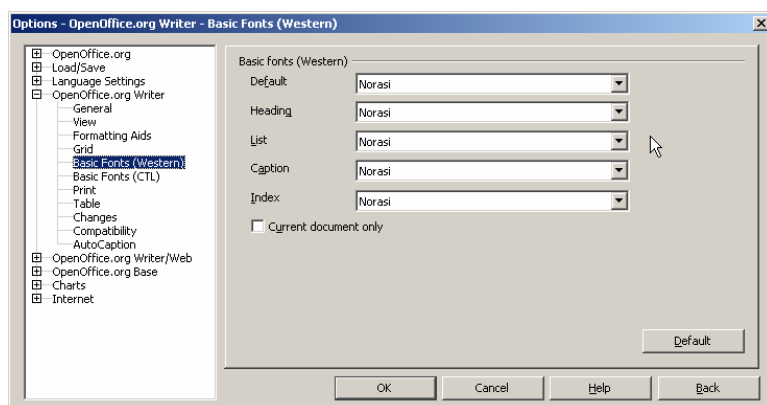 Options - OpenOffice.org Writer - Basic Fonts (Western)
OpenOffice.org
Load/Save
Language Settings
OpenOffice.org Writer
General
View
Formatting Aids
Grid
Basic Fonts (Western)
Basic Fonts (CTL)
Print
Table
Changes
Compatibility
AutoCaption
OpenOffice.org Writer/Web
OpenOffice.org Base
Charts
Internet
Basic fonts (Western)
Default Norasi
Heading Norasi
List Norasi
Caption Norasi
Index Norasi
Current document only
Default
OK Cancel Help Back